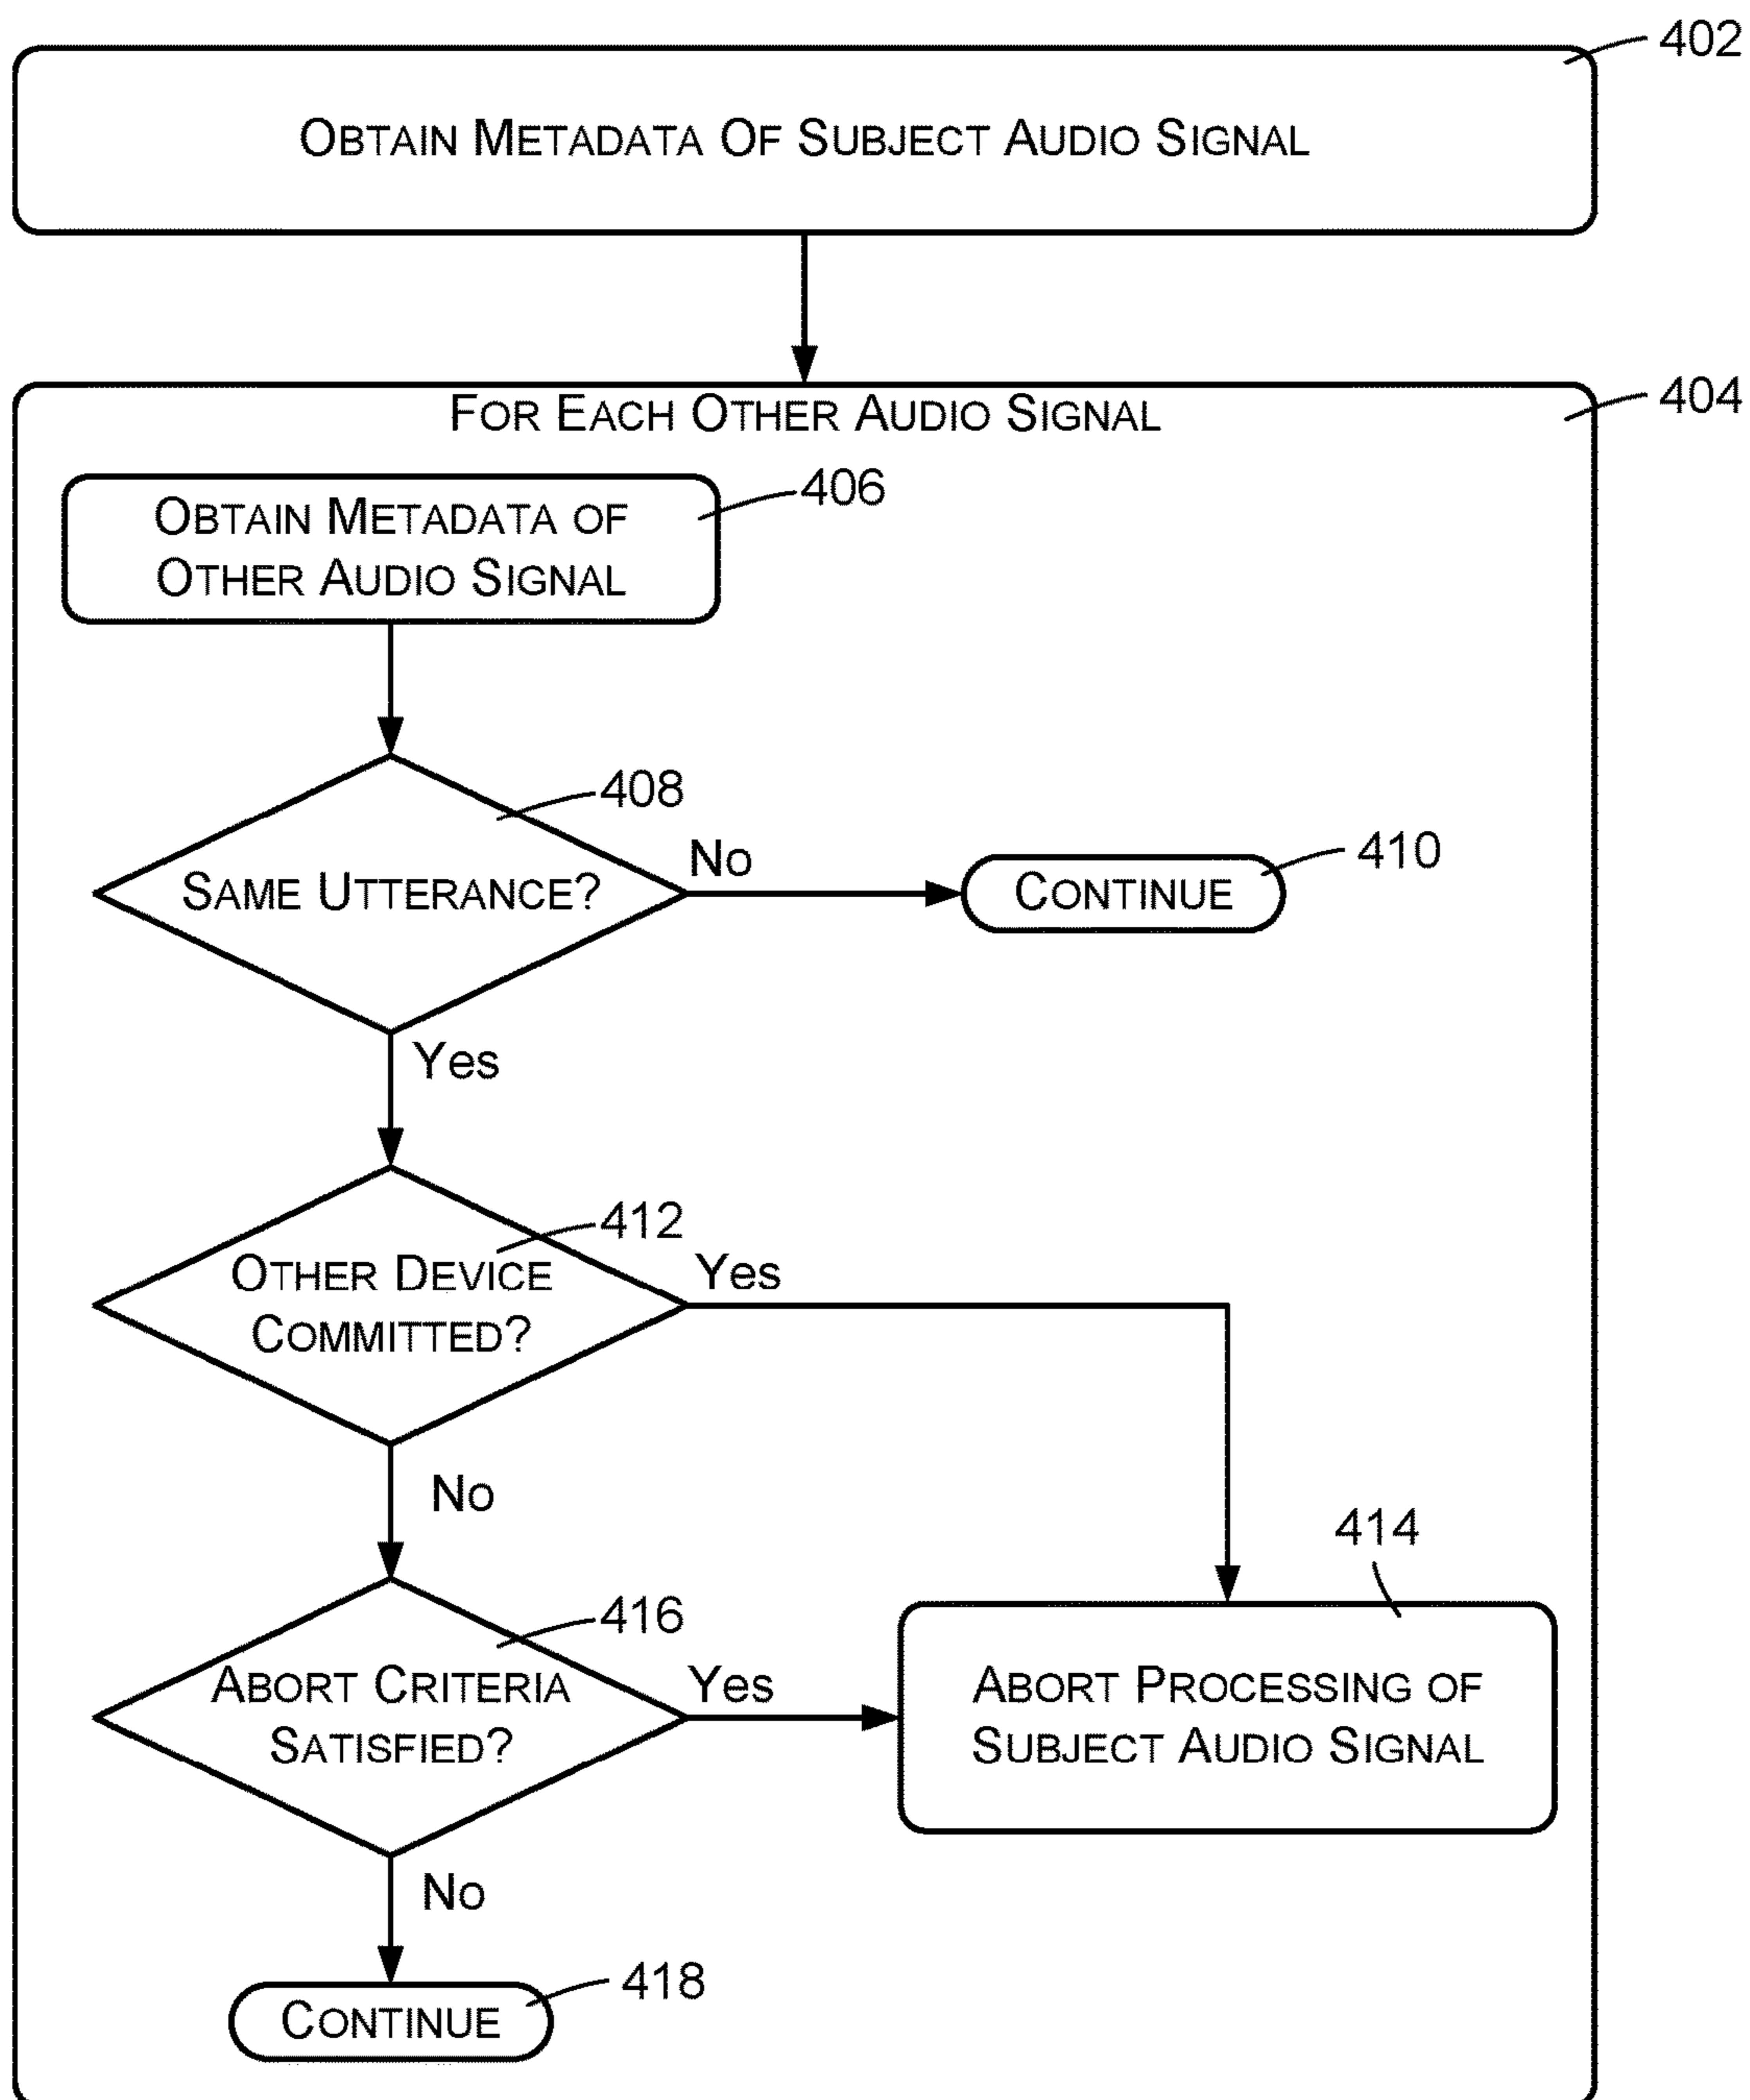 402
OBTAIN METADATA OF SUBJECT AUDIO SIGNAL
404
FOR EACH OTHER AUDIO SIGNAL
406
OBTAIN METADATA OF
OTHER AUDIO SIGNAL
408
SAME UTTERANCE?
No
CONTINUE
410
Yes
412
OTHER DEVICE
COMMITTED?
Yes
No
414
416
ABORT CRITERIA
SATISFIED?
Yes
ABORT PROCESSING OF
SUBJECT AUDIO SIGNAL
No
418
CONTINUE